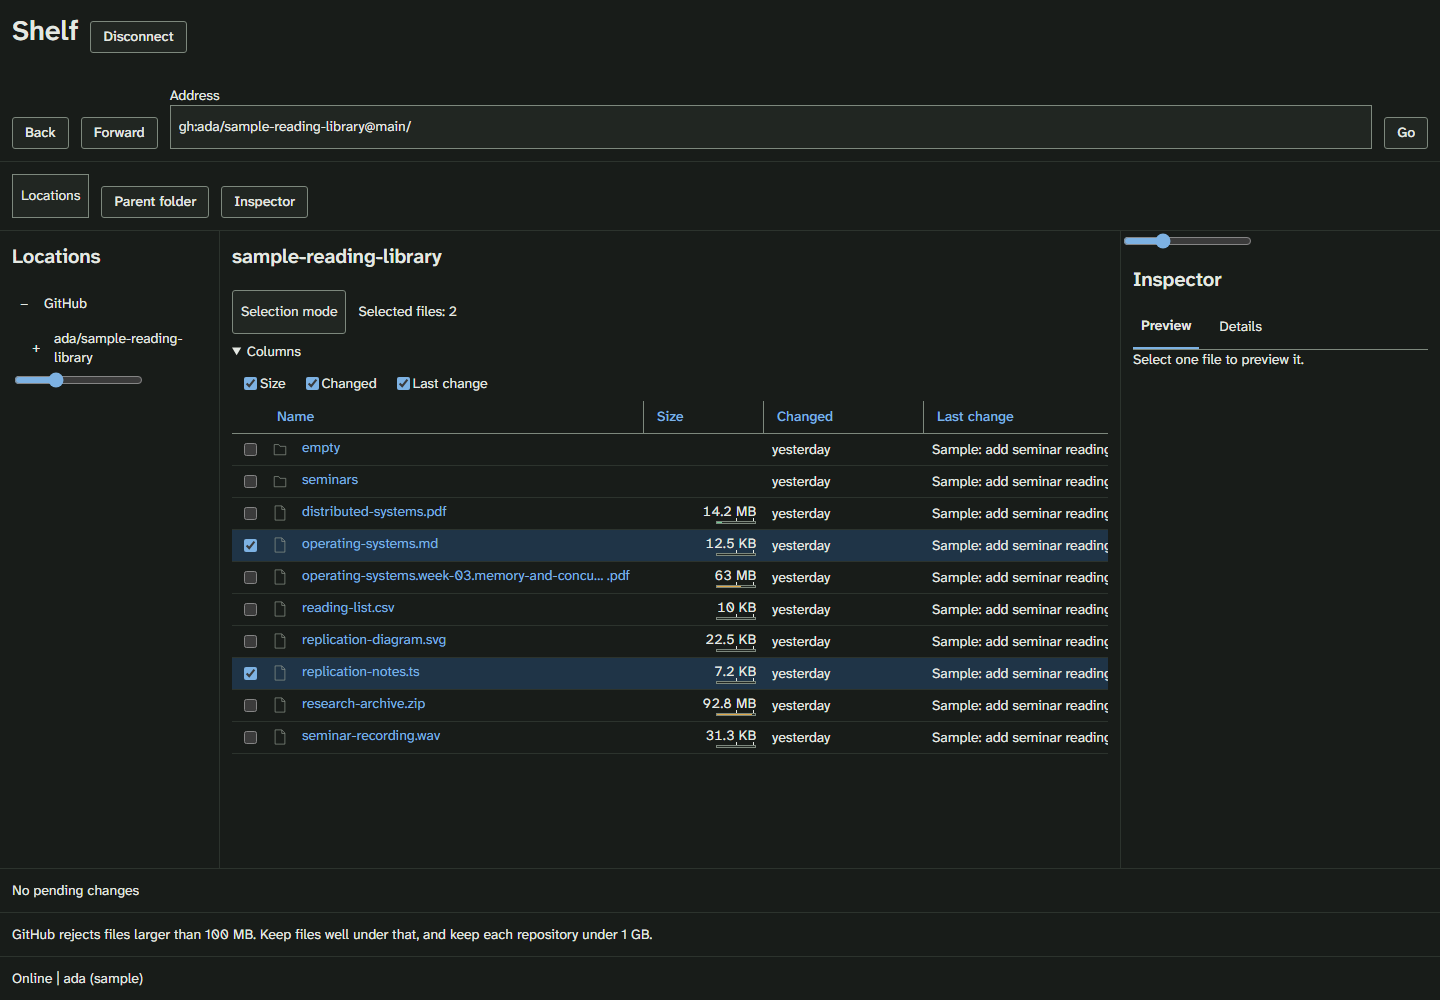 Shelf
Disconnect
Address
Back
Forward
gh:ada/sample-reading-library@main/
Go
Locations
Parent folder
Inspector
Locations
− GitHub
+ ada/sample-reading-
library
sample-reading-library
Selection mode
Selected files: 2
▼ Columns
Size
Changed
Last change
Name Size Changed Last change
empty yesterday Sample: add seminar reading
seminars yesterday Sample: add seminar reading
distributed-systems.pdf 14.2 MB yesterday Sample: add seminar reading
operating-systems.md 12.5 KB yesterday Sample: add seminar reading
operating-systems.week-03.memory-and-concu... .pdf 63 MB yesterday Sample: add seminar reading
reading-list.csv 10 KB yesterday Sample: add seminar reading
replication-diagram.svg 22.5 KB yesterday Sample: add seminar reading
replication-notes.ts 7.2 KB yesterday Sample: add seminar reading
research-archive.zip 92.8 MB yesterday Sample: add seminar reading
seminar-recording.wav 31.3 KB yesterday Sample: add seminar reading
Inspector
Preview
Details
Select one file to preview it.
No pending changes
GitHub rejects files larger than 100 MB. Keep files well under that, and keep each repository under 1 GB.
Online | ada (sample)